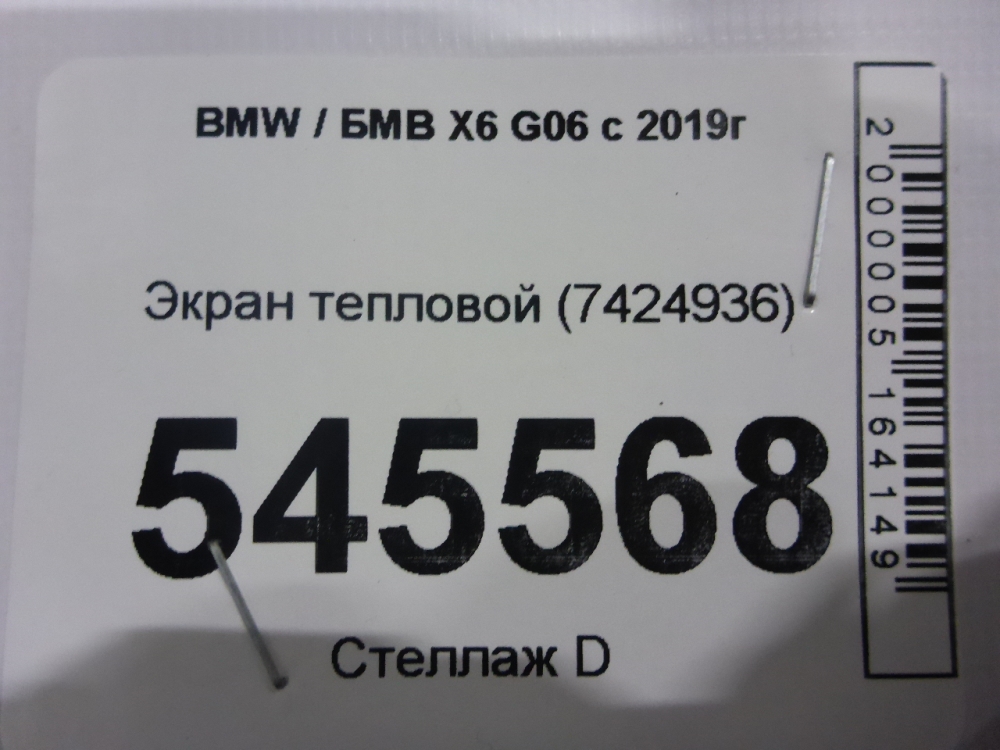 BMW / БМВ X6 G06 с 2019г
Экран тепловой (7424936)
545568
Стеллаж D
2000005164149